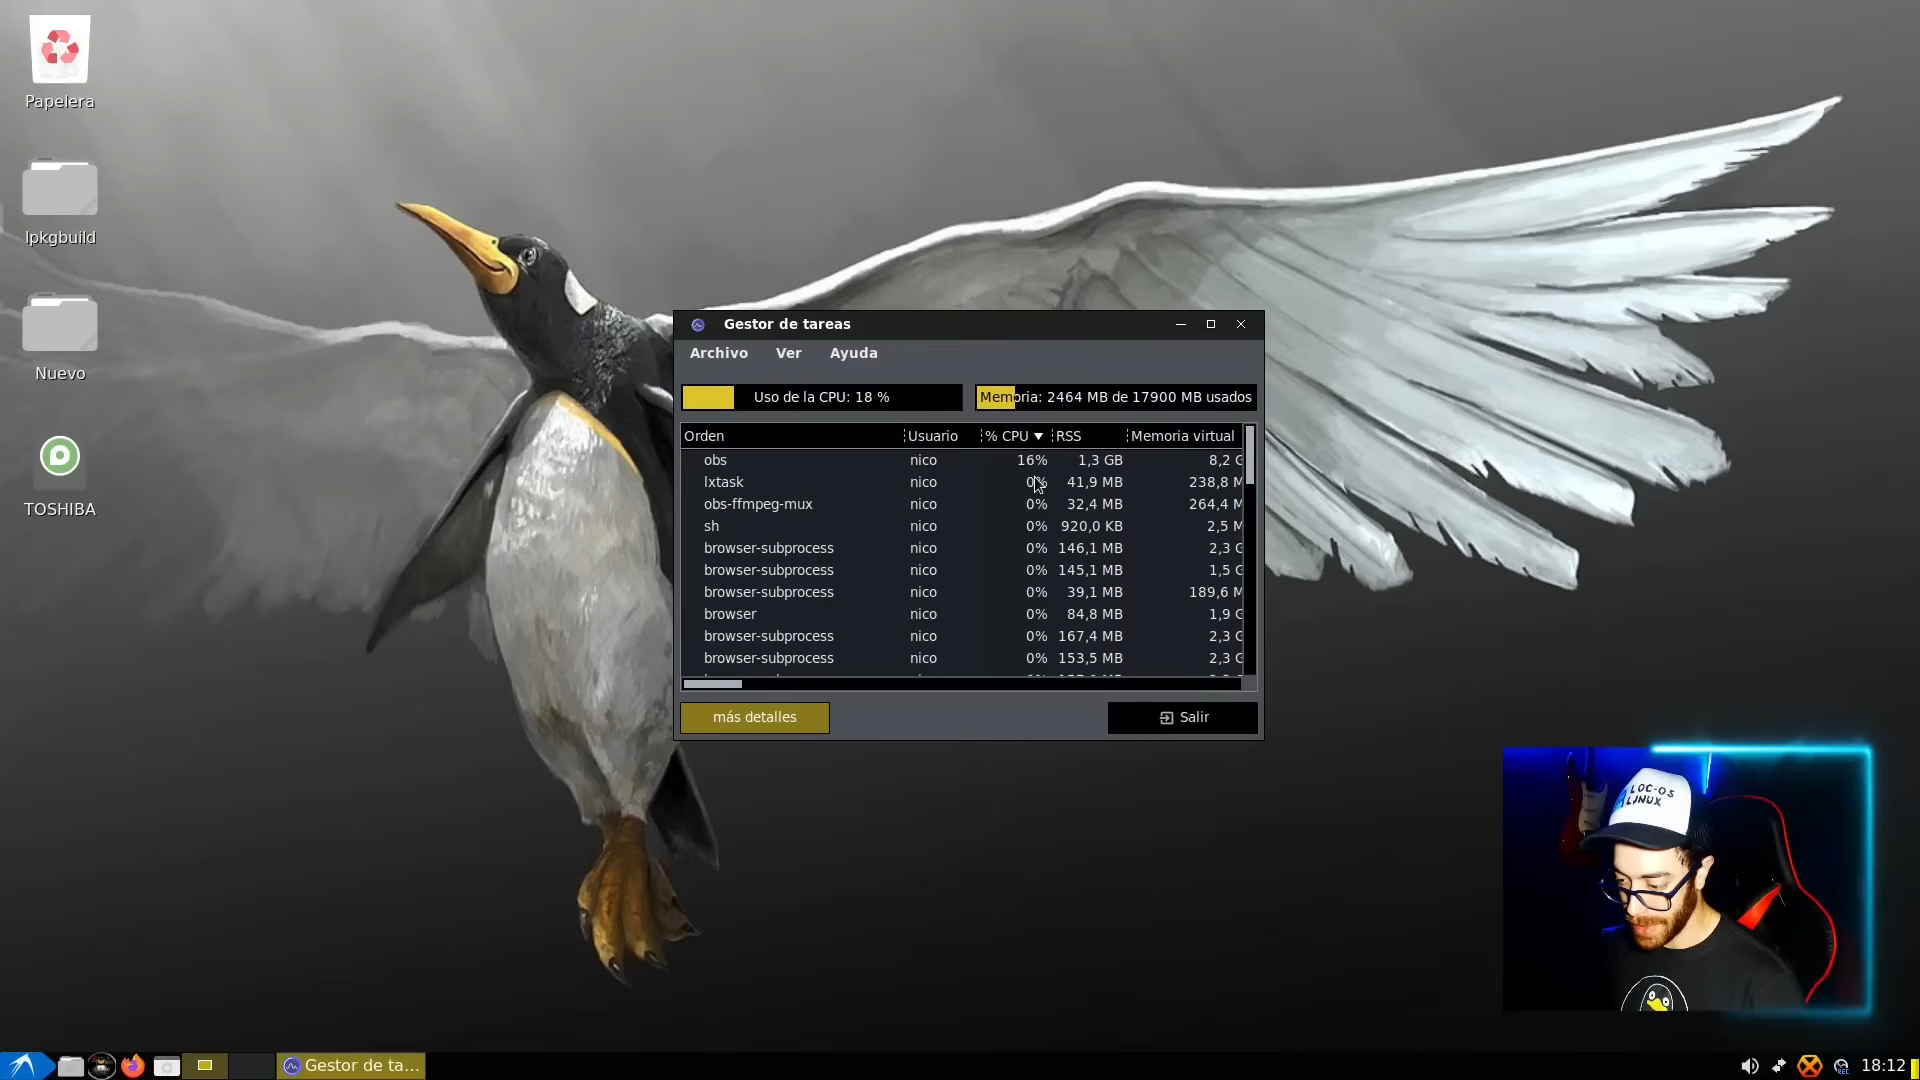 Papelera
lpkgbuild
Nuevo
TOSHIBA
Gestor de tareas
Archivo Ver Ayuda
Uso de la CPU: 18 % Memoria: 2464 MB de 17900 MB usados
Orden Usuario % CPU RSS Memoria virtual
obs nico 16% 1,3 GB 8,2 G
lxtask nico 0% 41,9 MB 238,8 M
obs-ffmpeg-mux nico 0% 32,4 MB 264,4 M
sh nico 0% 920,0 KB 2,5 M
browser-subprocess nico 0% 146,1 MB 2,3 G
browser-subprocess nico 0% 145,1 MB 1,5 G
browser-subprocess nico 0% 39,1 MB 189,6 M
browser nico 0% 84,8 MB 1,9 G
browser-subprocess nico 0% 167,4 MB 2,3 G
browser-subprocess nico 0% 153,5 MB 2,3 G
más detalles Salir
LOC-OS
LINUX
Gestor de ta... REC 18:12